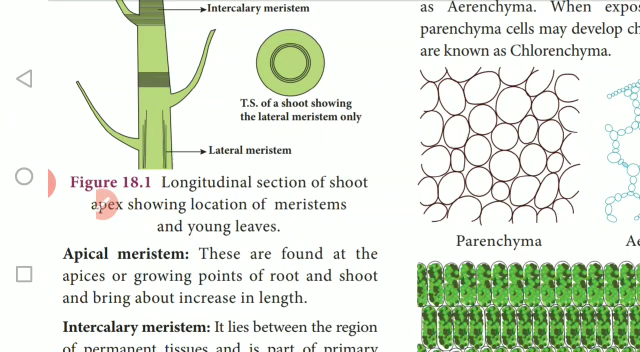 Intercalary meristem
T.S. of a shoot showing
the lateral meristem only
Lateral meristem
Figure 18.1 Longitudinal section of shoot
apex showing location of meristems
and young leaves.
Apical meristem: These are found at the
apices or growing points of root and shoot
and bring about increase in length.
Intercalary meristem: It lies between the region
of permanent tissues and is part of primary
as Aerenchyma. When
parenchyma cells may develop
are known as Chlorenchyma.
Parenchyma